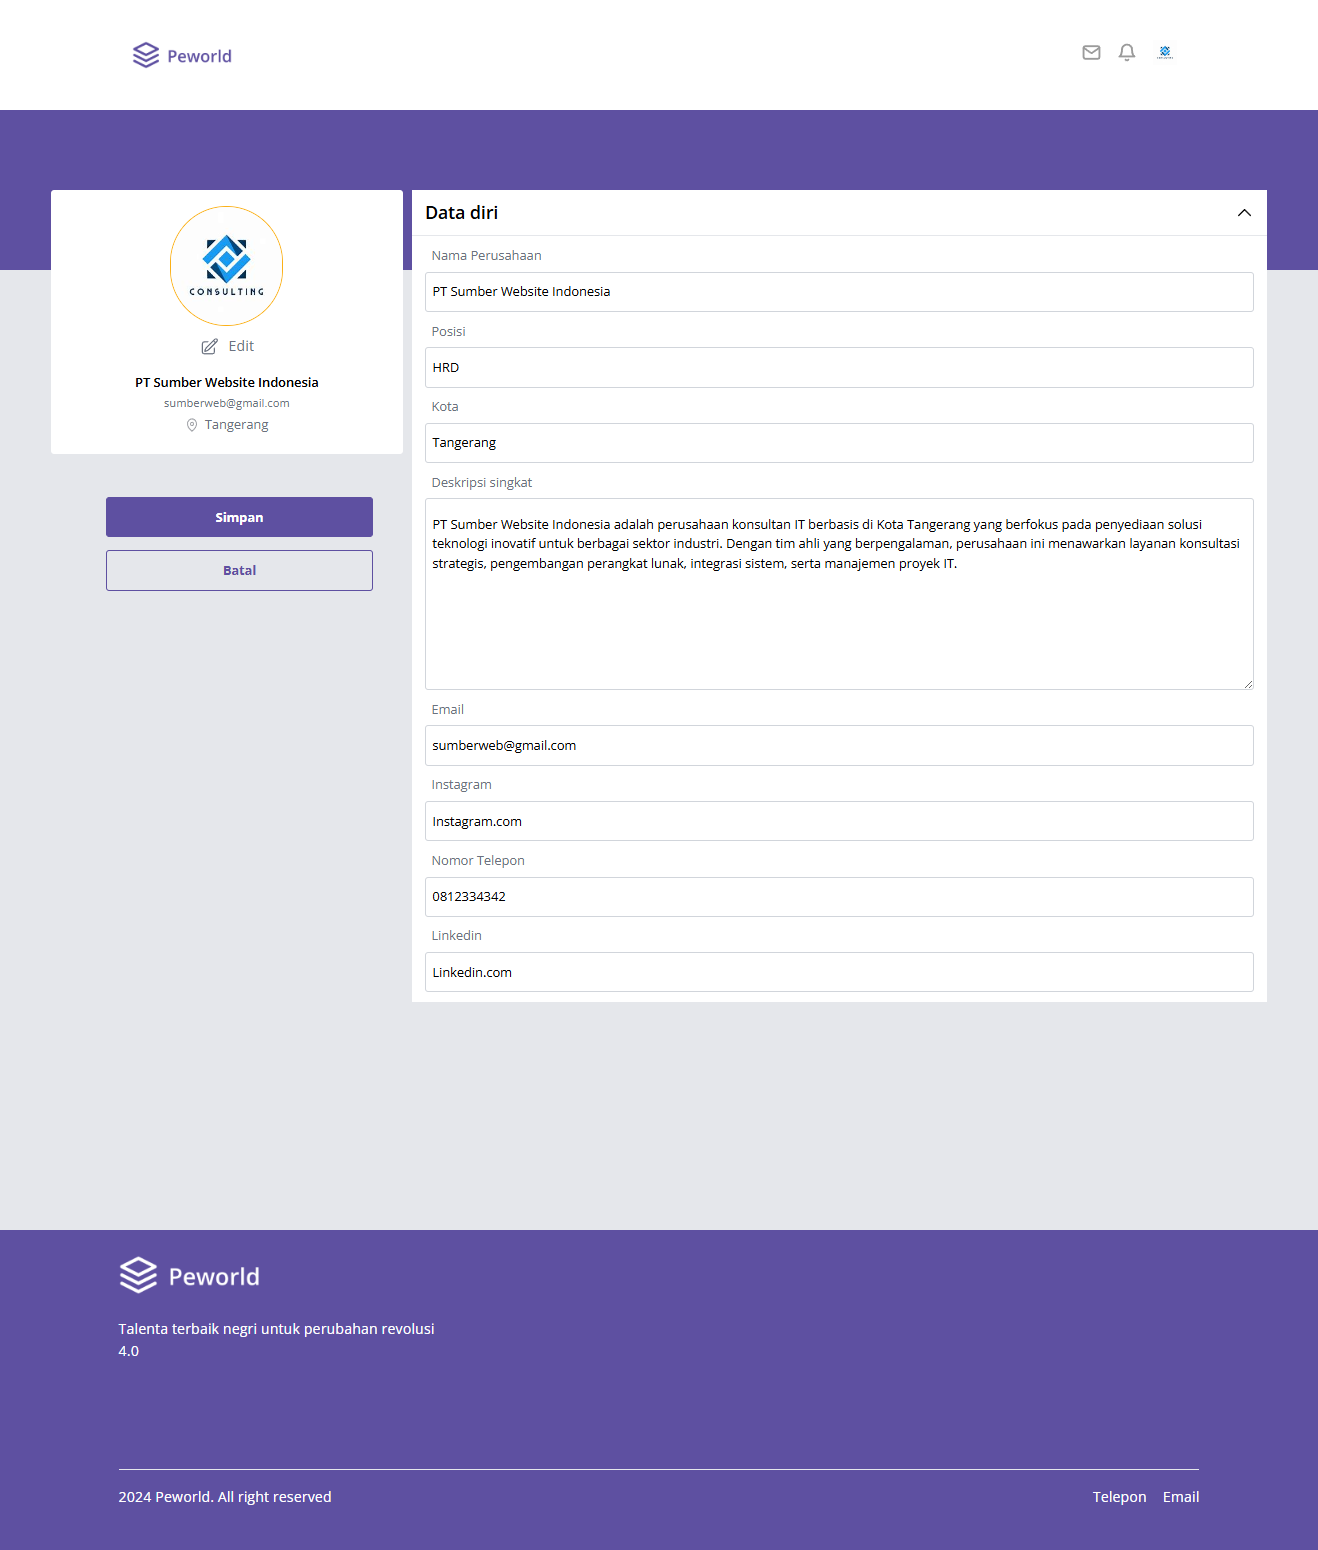 Peworld
CONSULTING
Edit
PT Sumber Website Indonesia
sumberweb@gmail.com
Tangerang
Simpan
Batal
Data diri
Nama Perusahaan
PT Sumber Website Indonesia
Posisi
HRD
Kota
Tangerang
Deskripsi singkat
PT Sumber Website Indonesia adalah perusahaan konsultan IT berbasis di Kota Tangerang yang berfokus pada penyediaan solusi
teknologi inovatif untuk berbagai sektor industri. Dengan tim ahli yang berpengalaman, perusahaan ini menawarkan layanan konsultasi
strategis, pengembangan perangkat lunak, integrasi sistem, serta manajemen proyek IT.
Email
sumberweb@gmail.com
Instagram
Instagram.com
Nomor Telepon
0812334342
Linkedin
Linkedin.com
Peworld
Talenta terbaik negri untuk perubahan revolusi
4.0
2024 Peworld. All right reserved
Telepon Email